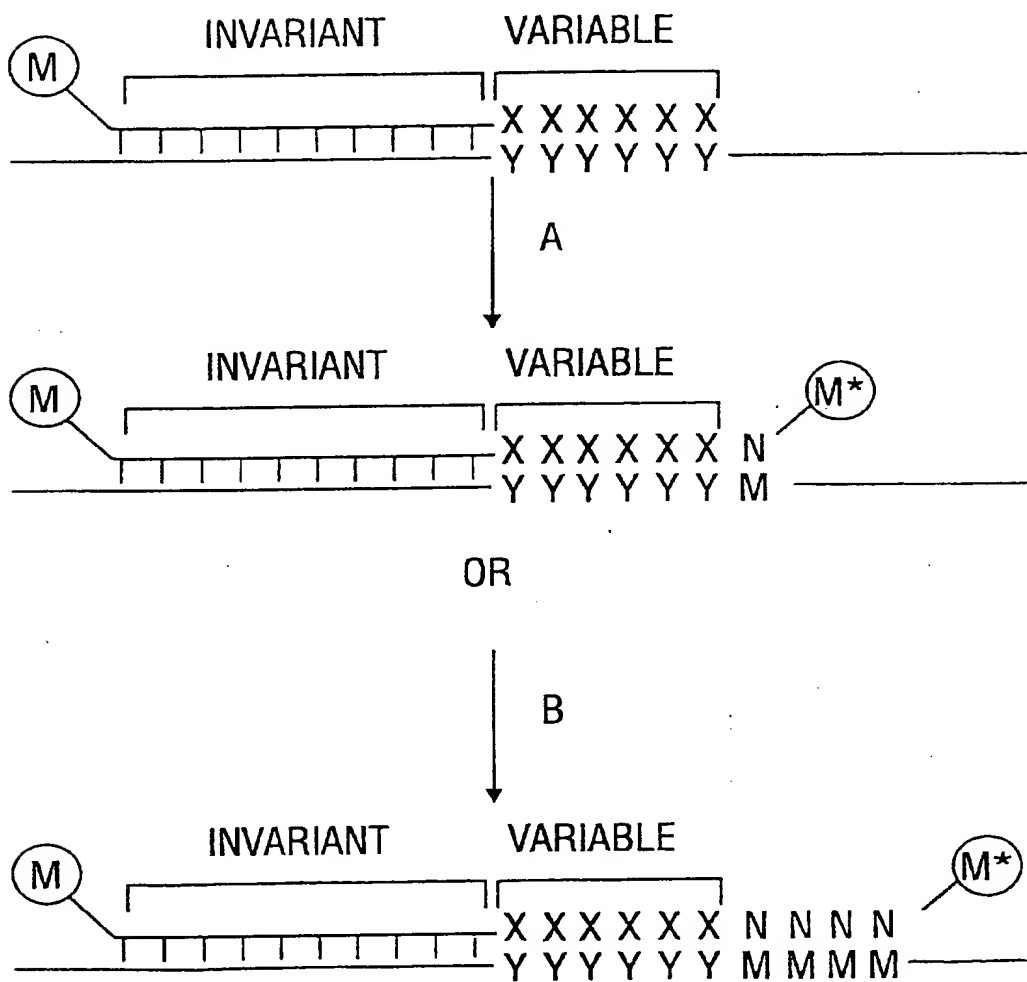 INVARIANT VARIABLE
M
X X X X X X
Y Y Y Y Y Y
A
INVARIANT VARIABLE
M M*
X X X X X X N
Y Y Y Y Y Y M
OR
B
INVARIANT VARIABLE
M M*
X X X X X X N N N N
Y Y Y Y Y Y M M M M